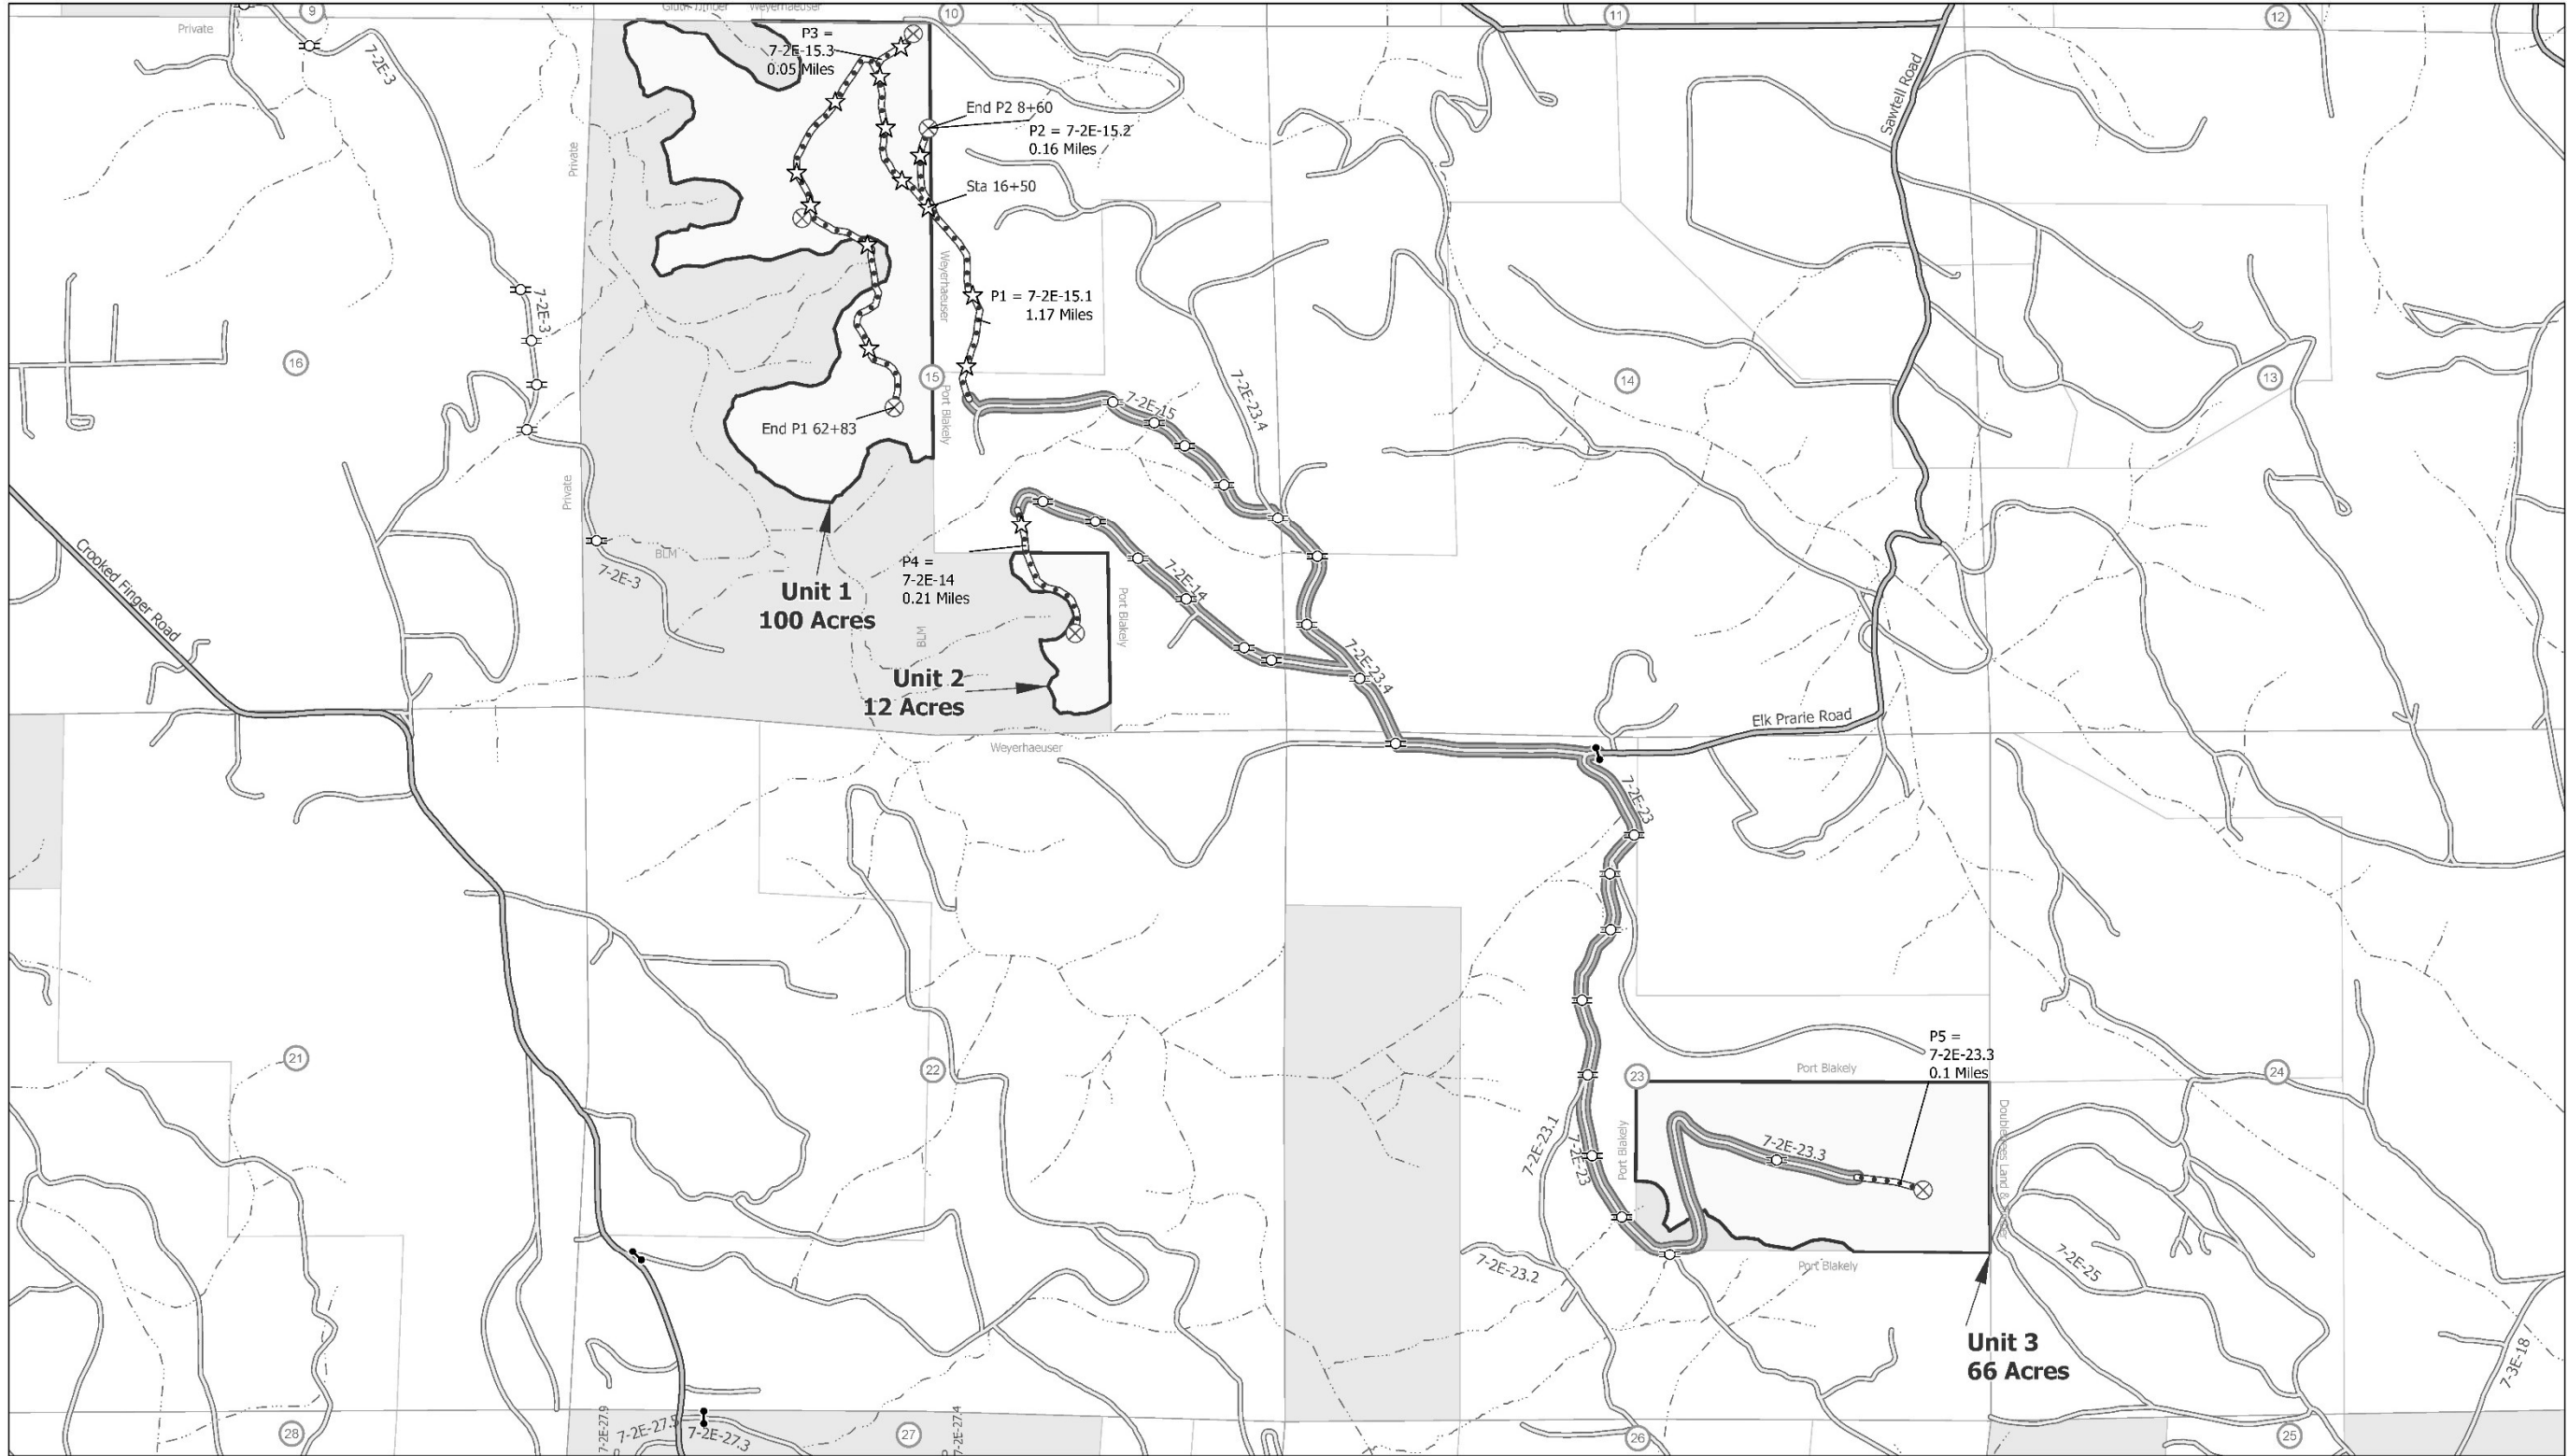 9
10
11
12
Private
Weyerhaeuser
7-2E-3
P3 =
7-2E-15.3
0.05 Miles
End P2 8+60
P2 = 7-2E-15.2
0.16 Miles
Sawtell Road
Private
Sta 16+50
Weyerhaeuser
7-2E-3
P1 = 7-2E-15.1
1.17 Miles
16
15
14
13
7-2E-15
7-2E-23.4
Port Blakely
End P1 62+83
Private
Crooked Finger Road
BLM
7-2E-3
Unit 1
100 Acres
P4 =
7-2E-14
0.21 Miles
7-2E-14
Port Blakely
BLM
Unit 2
12 Acres
7-2E-23.4
Elk Prarie Road
Weyerhaeuser
7-2E-23
P5 =
7-2E-23.3
0.1 Miles
21
22
23
24
Port Blakely
7-2E-23.1
7-2E-23
Port Blakely
7-2E-23.3
7-2E-23.2
Port Blakely
7-2E-25
Unit 3
66 Acres
7-3E-18
28
7-2E-27.9
7-2E-27.5
7-2E-27.3
27
7-2E-27.4
26
25